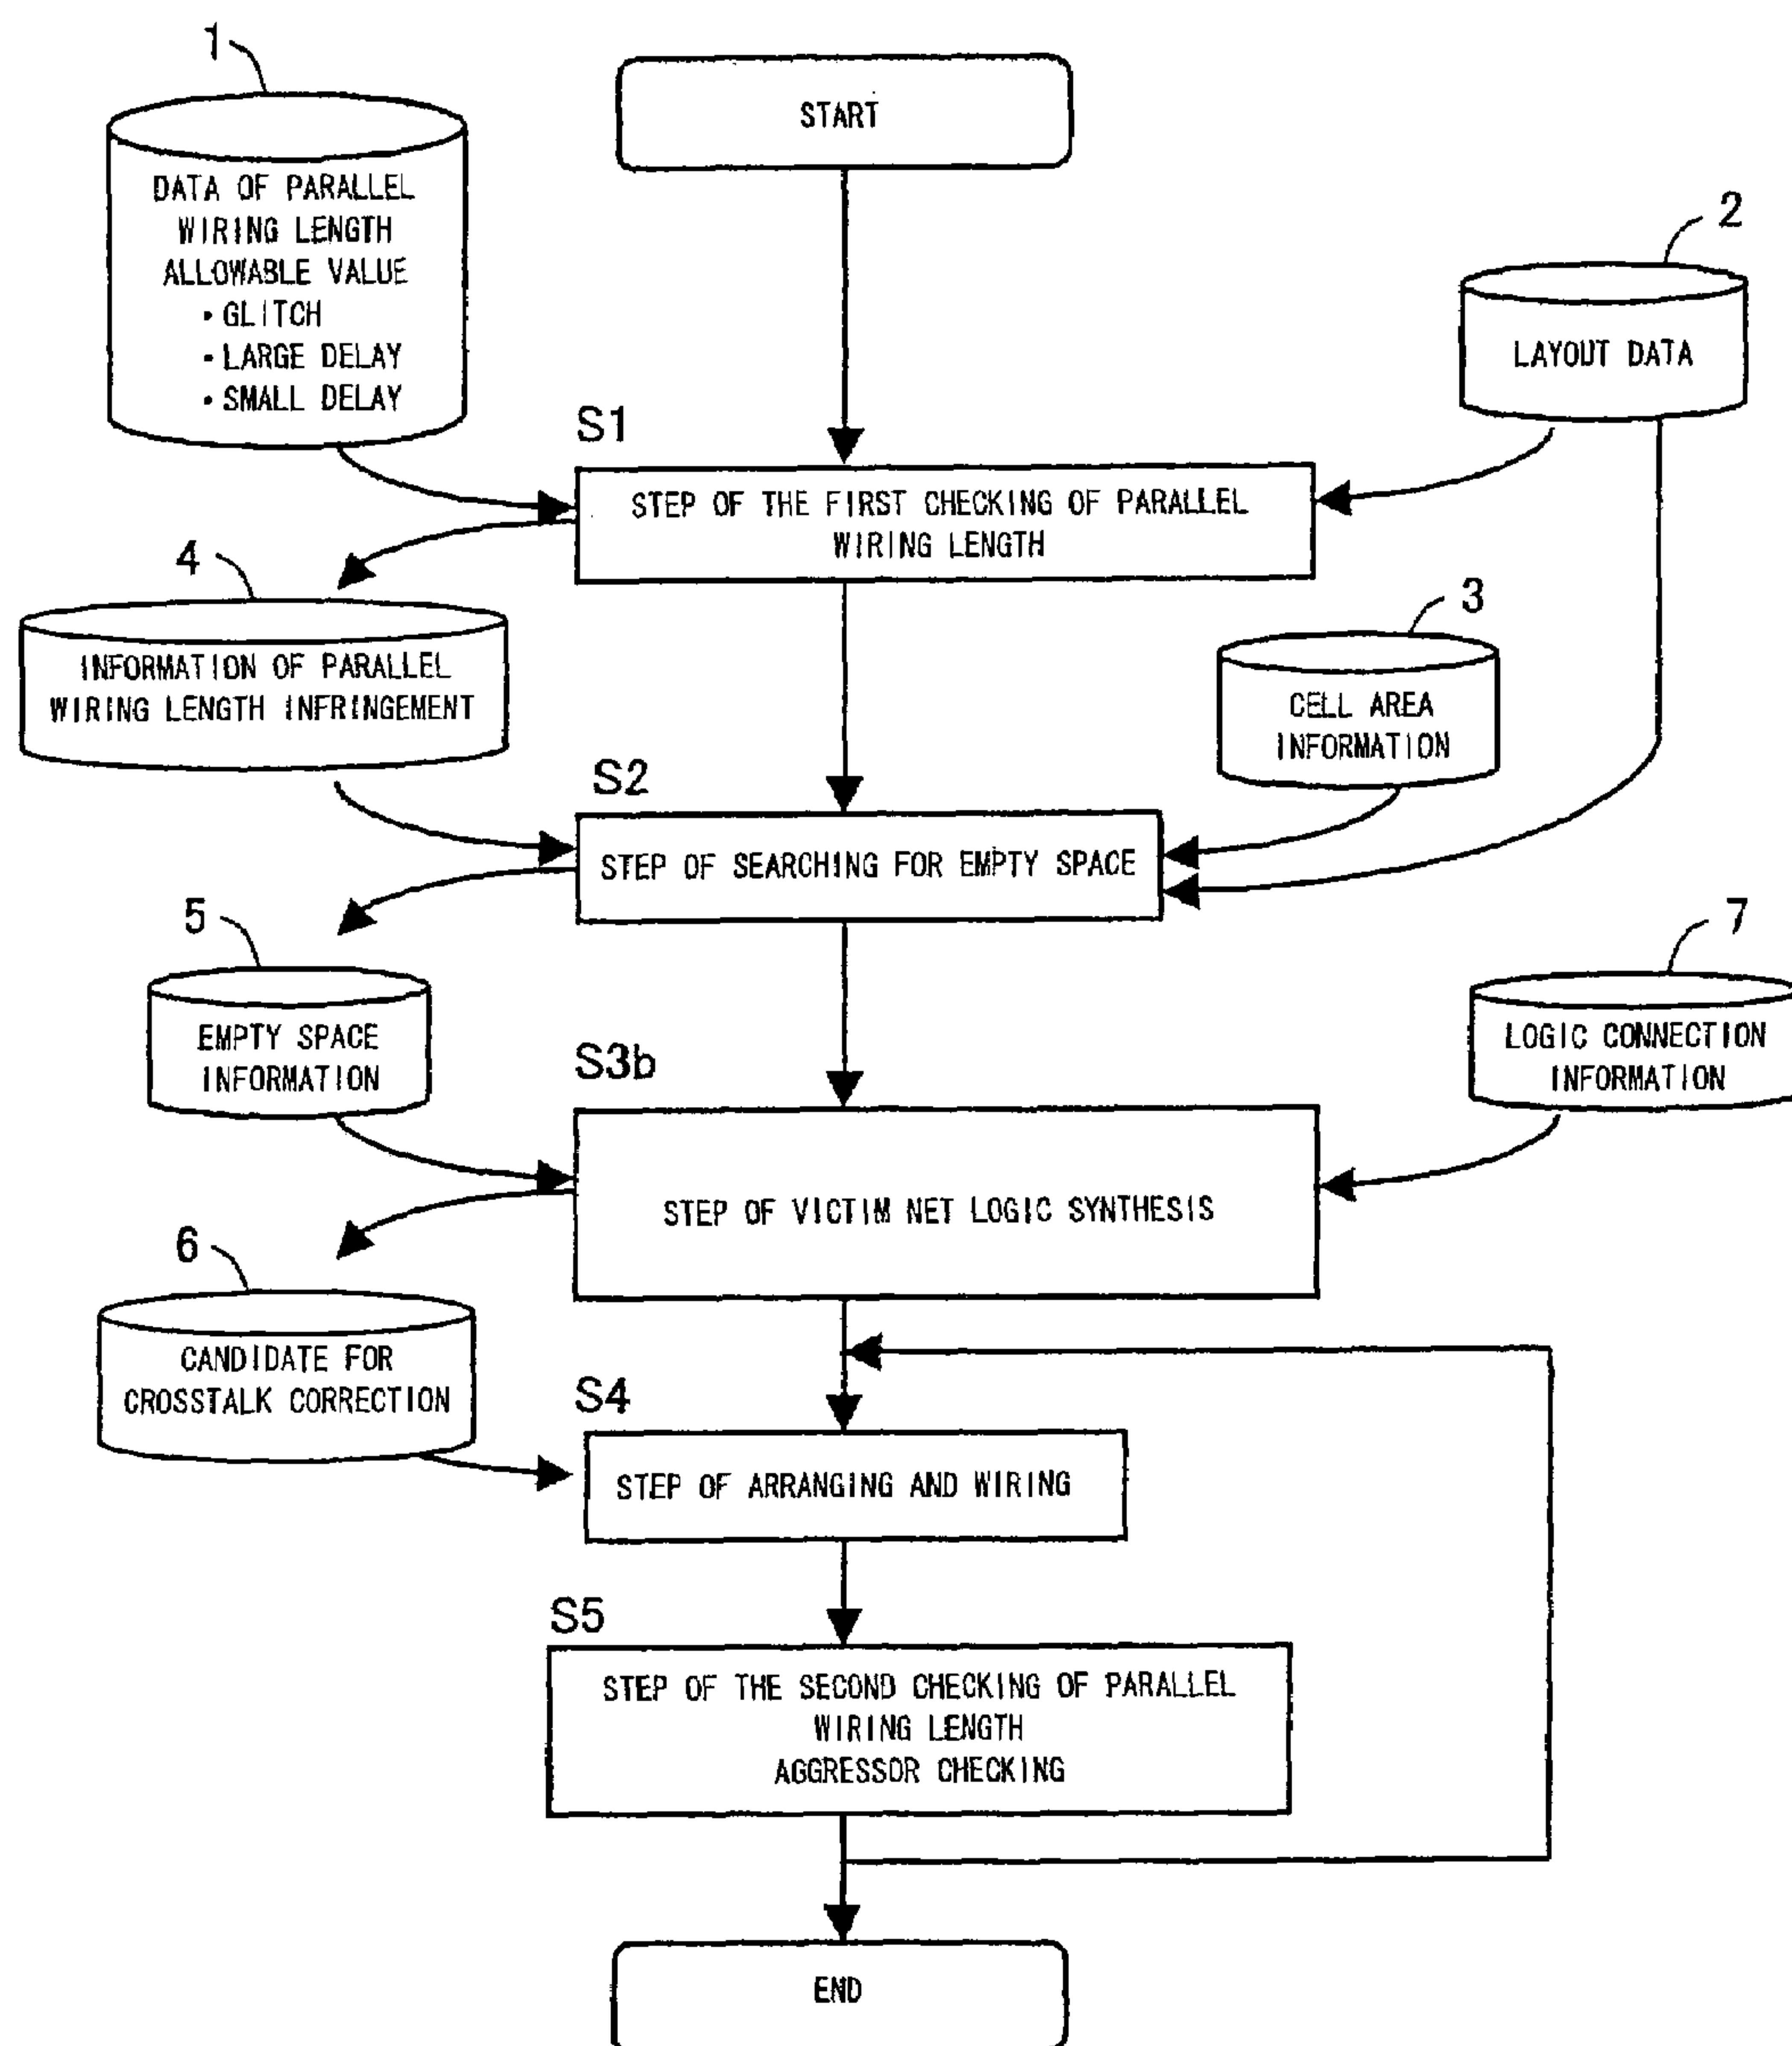 1
START
DATA OF PARALLEL
WIRING LENGTH
ALLOWABLE VALUE
• GLITCH
• LARGE DELAY
• SMALL DELAY
2
LAYOUT DATA
S1
STEP OF THE FIRST CHECKING OF PARALLEL
WIRING LENGTH
4
INFORMATION OF PARALLEL
WIRING LENGTH INFRINGEMENT
3
CELL AREA
INFORMATION
S2
STEP OF SEARCHING FOR EMPTY SPACE
5
EMPTY SPACE
INFORMATION
7
LOGIC CONNECTION
INFORMATION
S3b
STEP OF VICTIM NET LOGIC SYNTHESIS
6
CANDIDATE FOR
CROSSTALK CORRECTION
S4
STEP OF ARRANGING AND WIRING
S5
STEP OF THE SECOND CHECKING OF PARALLEL
WIRING LENGTH
AGGRESSOR CHECKING
END